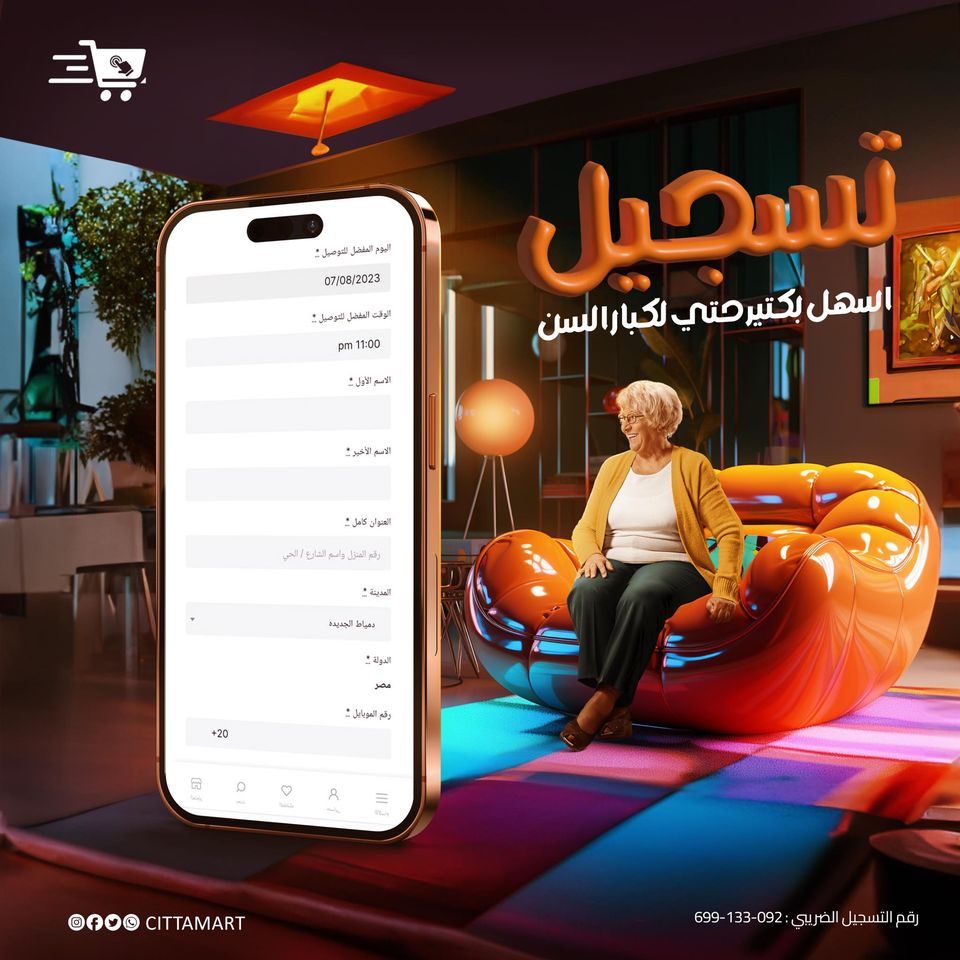 تسجيل
اسهل بكتير حتي لكبار السن
اليوم المفضل للتوصيل *
07/08/2023
الوقت المفضل للتوصيل *
11:00 pm
الاسم الأول *
الاسم الأخير *
العنوان كامل *
رقم المنزل واسم الشارع / الحي
المدينة *
دمياط الجديده
الدولة *
مصر
رقم الموبايل *
+20
CITTAMART
رقم التسجيل الضريبي : 092-133-699